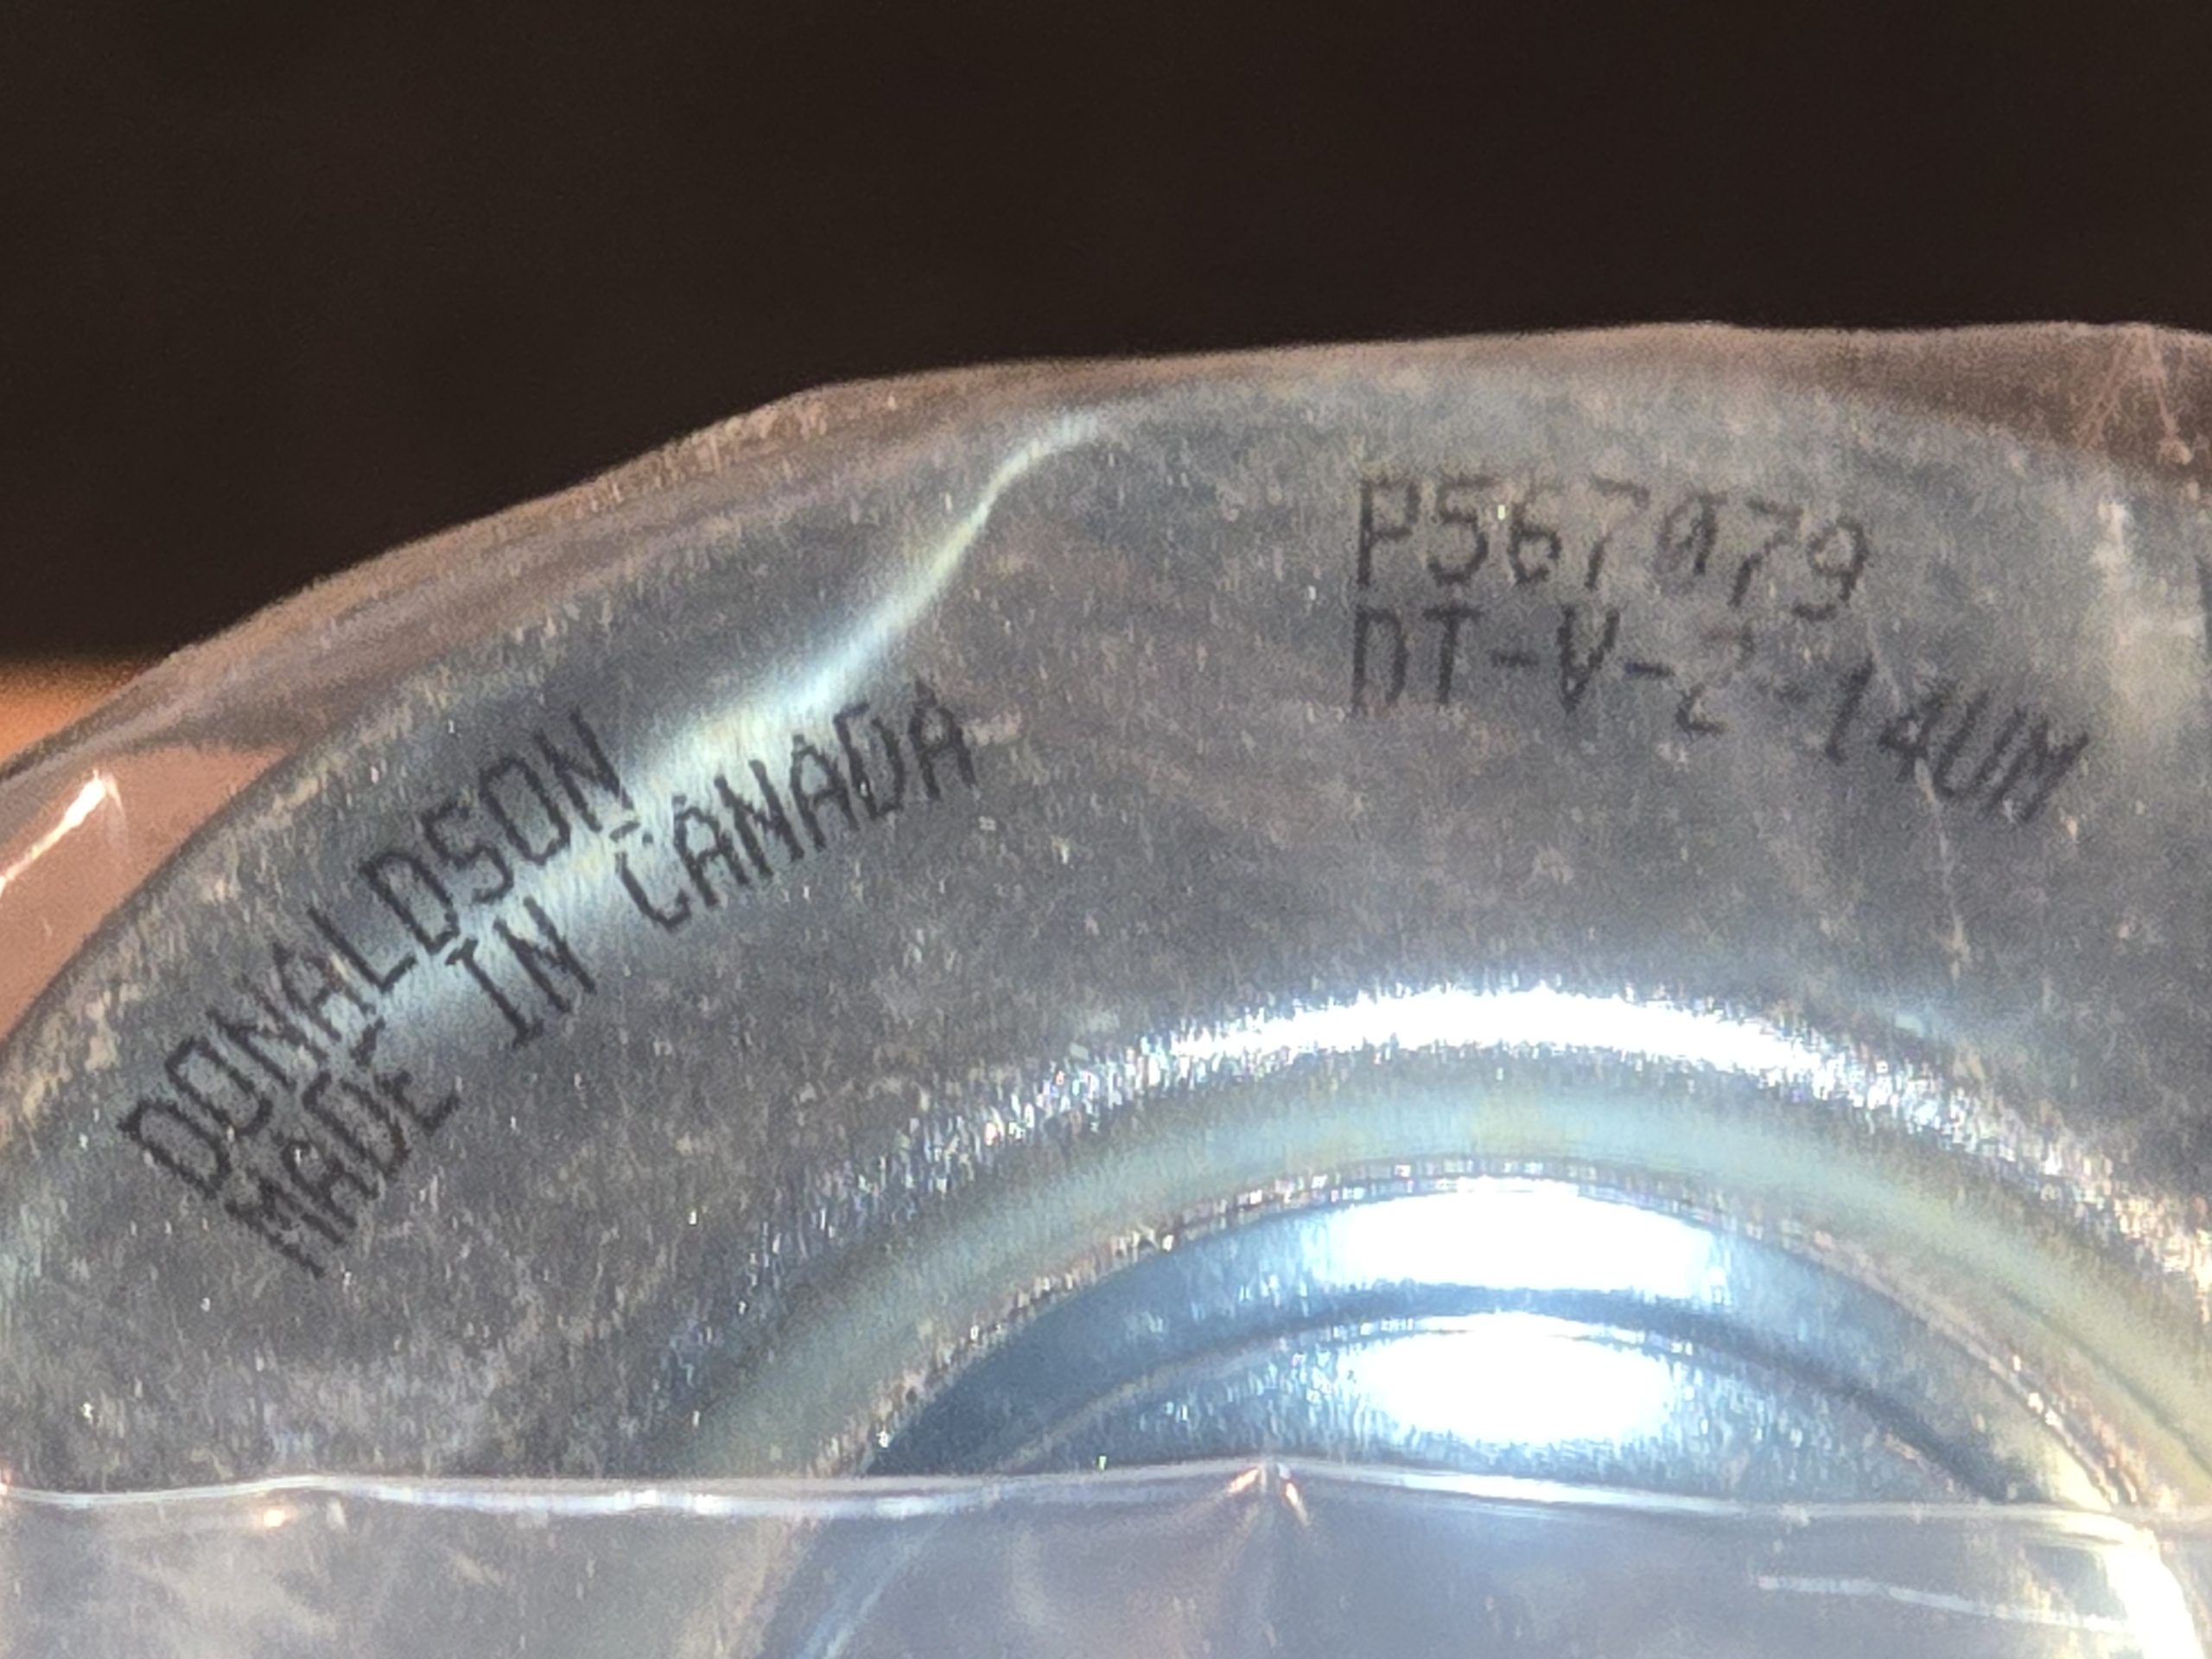 DONALDSON
MADE IN CANADA
P567079
DT-V-2-14UM